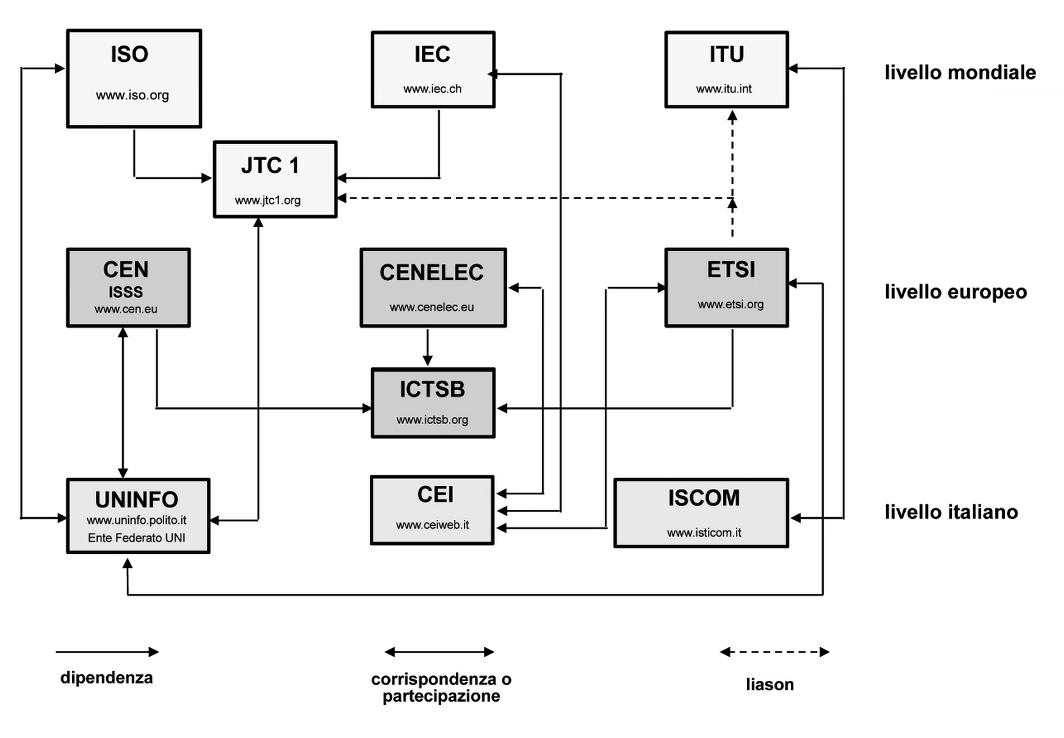 ISO
www.iso.org
IEC
www.iec.ch
ITU
www.itu.int
livello mondiale
JTC 1
www.jtc1.org
CEN
ISSS
www.cen.eu
CENELEC
www.cenelec.eu
ETSI
www.etsi.org
livello europeo
ICTSB
www.ictsb.org
UNINFO
www.uninfo.polito.it
Ente Federato UNI
CEI
www.ceiweb.it
ISCOM
www.isticom.it
livello italiano
dipendenza
corrispondenza o
partecipazione
liason